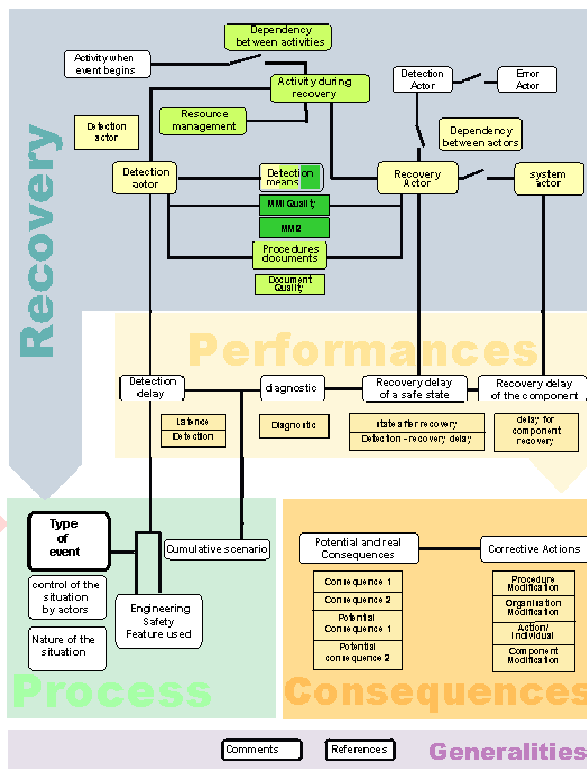 Dependency
between activities
Activity when
event begins
Activity during
recovery
Detection
Actor
Error
Actor
Resource
management
Detection
actor
Dependency
between actors
Detection
actor
Detection
means
Recovery
Actor
system
actor
MMI Quality
MMI2
Procedures
documents
Document
Quality
Recovery
Performances
Detection
delay
diagnostic
Recovery delay
of a safe state
Recovery delay
of the component
Latence
Detection
Diagnostic
state after recovery
Detection - recovery delay
delay for
component
recovery
Type
of
event
Cumulative scenario
control of the
situation
by actors
Nature of the
situation
Engineering
Safety
Feature used
Process
Potential and real
Consequences
Corrective Actions
Consequence 1
Consequence 2
Potential
Consequence 1
Potential
consequence 2
Procedure
Modification
Organisation
Modification
Action/
Individual
Component
Modification
Consequences
Comments
References
Generalities